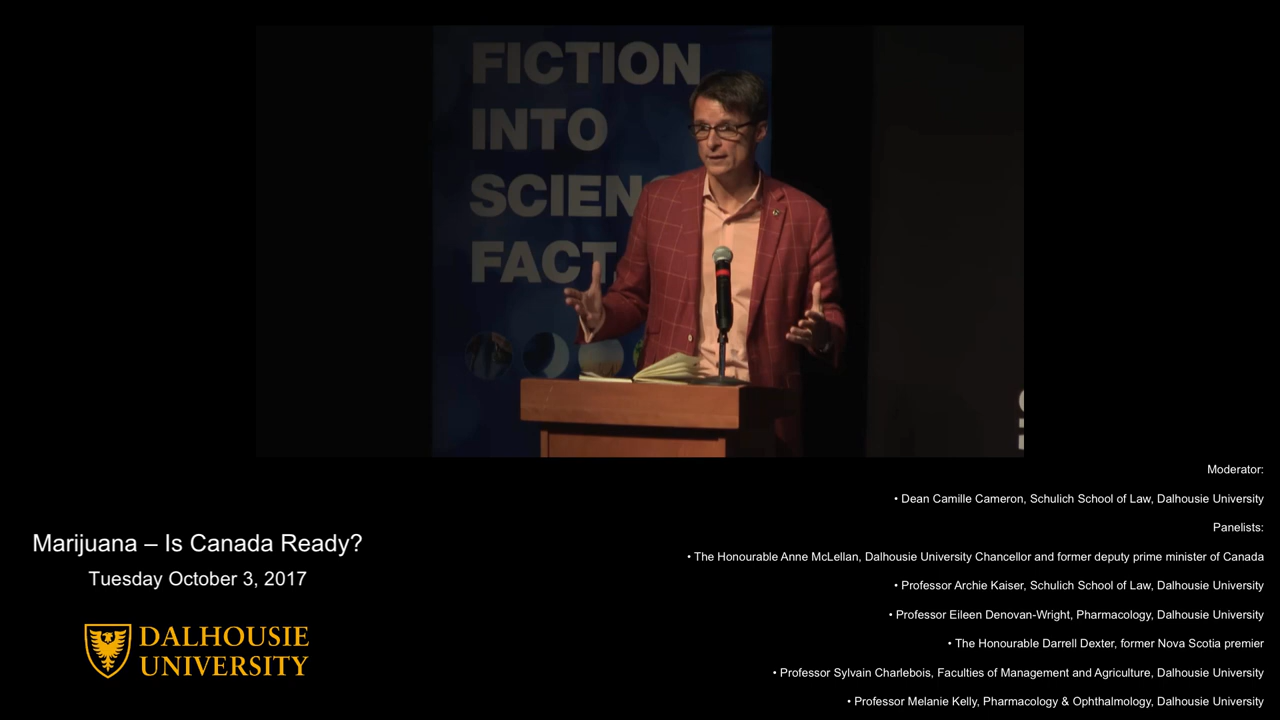 FICTION
INTO
SCIEN
FACT.
Moderator:
• Dean Camille Cameron, Schulich School of Law, Dalhousie University
Panelists:
• The Honourable Anne McLellan, Dalhousie University Chancellor and former deputy prime minister of Canada
• Professor Archie Kaiser, Schulich School of Law, Dalhousie University
• Professor Eileen Denovan-Wright, Pharmacology, Dalhousie University
• The Honourable Darrell Dexter, former Nova Scotia premier
• Professor Sylvain Charlebois, Faculties of Management and Agriculture, Dalhousie University
• Professor Melanie Kelly, Pharmacology & Ophthalmology, Dalhousie University
Marijuana – Is Canada Ready?
Tuesday October 3, 2017
DALHOUSIE
UNIVERSITY